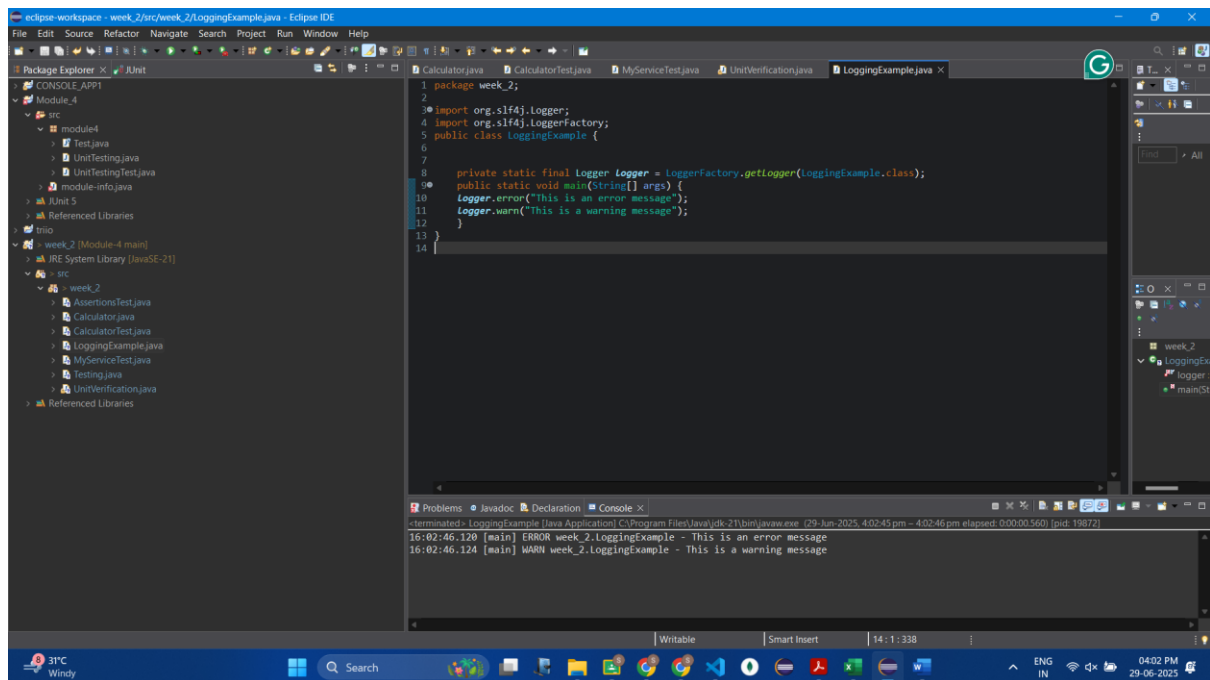 eclipse-workspace - week_2/src/week_2/LoggingExample.java - Eclipse IDE
File Edit Source Refactor Navigate Search Project Run Window Help
Package Explorer
JUnit
CONSOLE_APP1
Module_4
src
module4
Test.java
UnitTesting.java
UnitTestingTest.java
module-info.java
JUnit 5
Referenced Libraries
triio
> week_2 [Module-4 main]
JRE System Library [JavaSE-21]
> src
> week_2
AssertionsTest.java
Calculator.java
CalculatorTest.java
LoggingExample.java
MyServiceTest.java
Testing.java
UnitVerification.java
Referenced Libraries
Calculator.java CalculatorTest.java MyServiceTest.java UnitVerification.java LoggingExample.java
1 package week_2;
2
3 import org.slf4j.Logger;
4 import org.slf4j.LoggerFactory;
5 public class LoggingExample {
6
7
8 private static final Logger logger = LoggerFactory.getLogger(LoggingExample.class);
9 public static void main(String[] args) {
10 logger.error("This is an error message");
11 logger.warn("This is a warning message");
12 }
13 }
14
G
T...
Find All
O
week_2
LoggingEx
logger :
main(St
Problems Javadoc Declaration Console
<terminated> LoggingExample [Java Application] C:\Program Files\Java\jdk-21\bin\javaw.exe (29-Jun-2025, 4:02:45 pm – 4:02:46 pm elapsed: 0:00:00.560) [pid: 19872]
16:02:46.120 [main] ERROR week_2.LoggingExample - This is an error message
16:02:46.124 [main] WARN week_2.LoggingExample - This is a warning message
Writable Smart Insert 14 : 1 : 338
8
31°C
Windy
Search
ENG
IN
04:02 PM
29-06-2025